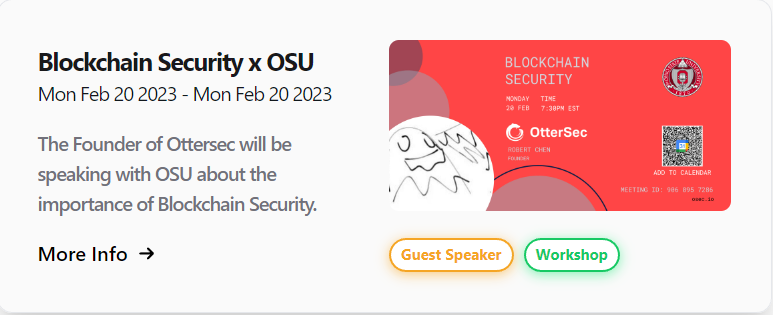 Blockchain Security x OSU
Mon Feb 20 2023 - Mon Feb 20 2023
The Founder of Ottersec will be
speaking with OSU about the
importance of Blockchain Security.
More Info →
BLOCKCHAIN
SECURITY
MONDAY TIME
20 FEB 7:30PM EST
OtterSec
ROBERT CHEN
FOUNDER
ADD TO CALENDAR
MEETING ID: 986 895 7286
osec.io
Guest Speaker
Workshop